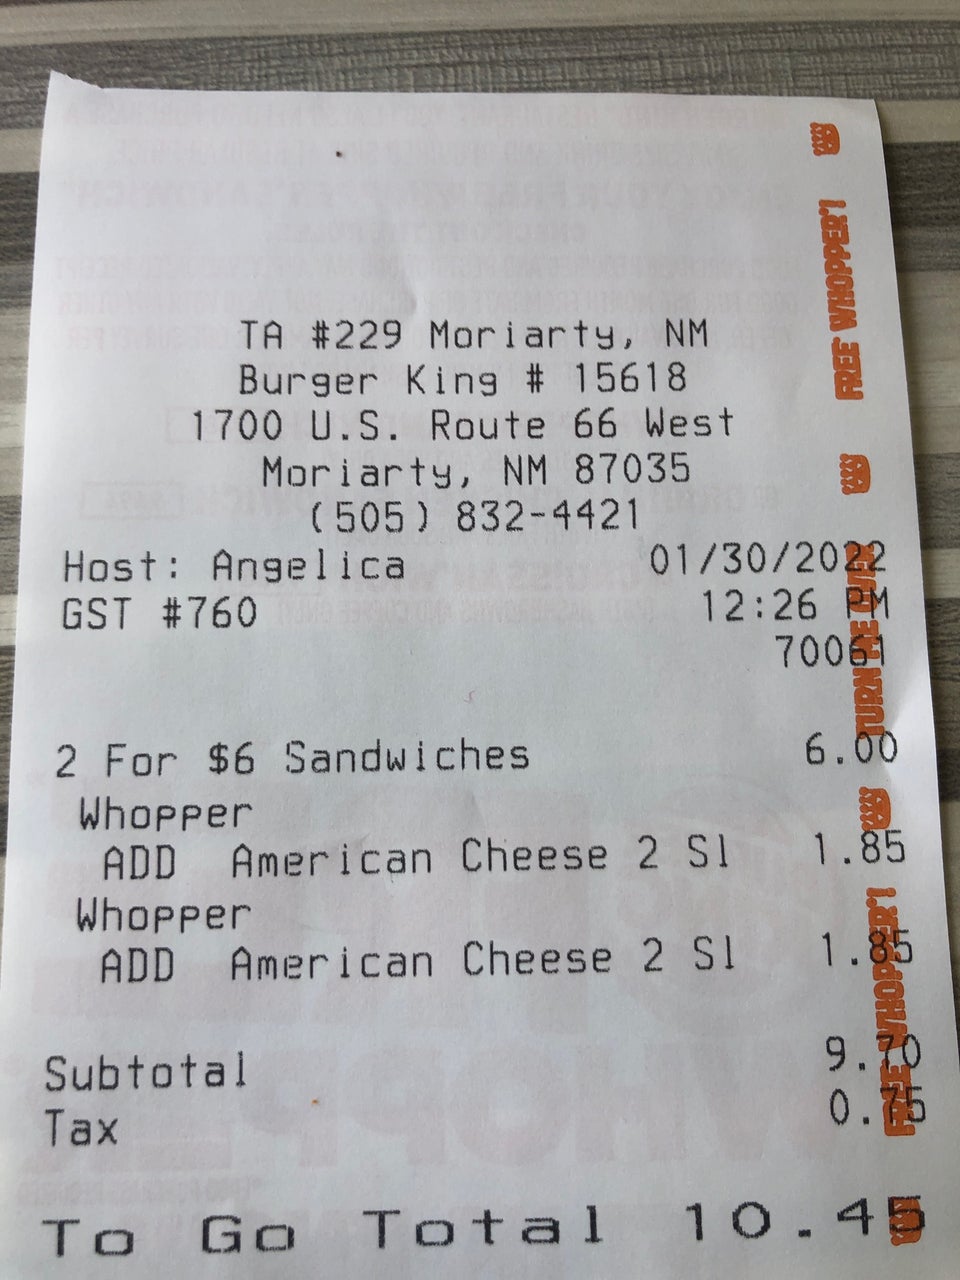 TA #229 Moriarty, NM
Burger King # 15618
1700 U.S. Route 66 West
Moriarty, NM 87035
(505) 832-4421
Host: Angelica 01/30/2022
GST #760 12:26 PM
70061
2 For $6 Sandwiches 6.00
Whopper
ADD American Cheese 2 Sl 1.85
Whopper
ADD American Cheese 2 Sl 1.85
Subtotal 9.70
Tax 0.75
To Go Total 10.45
FREE WHOPPER!
TURN ME OVER
FREE WHOPPER!